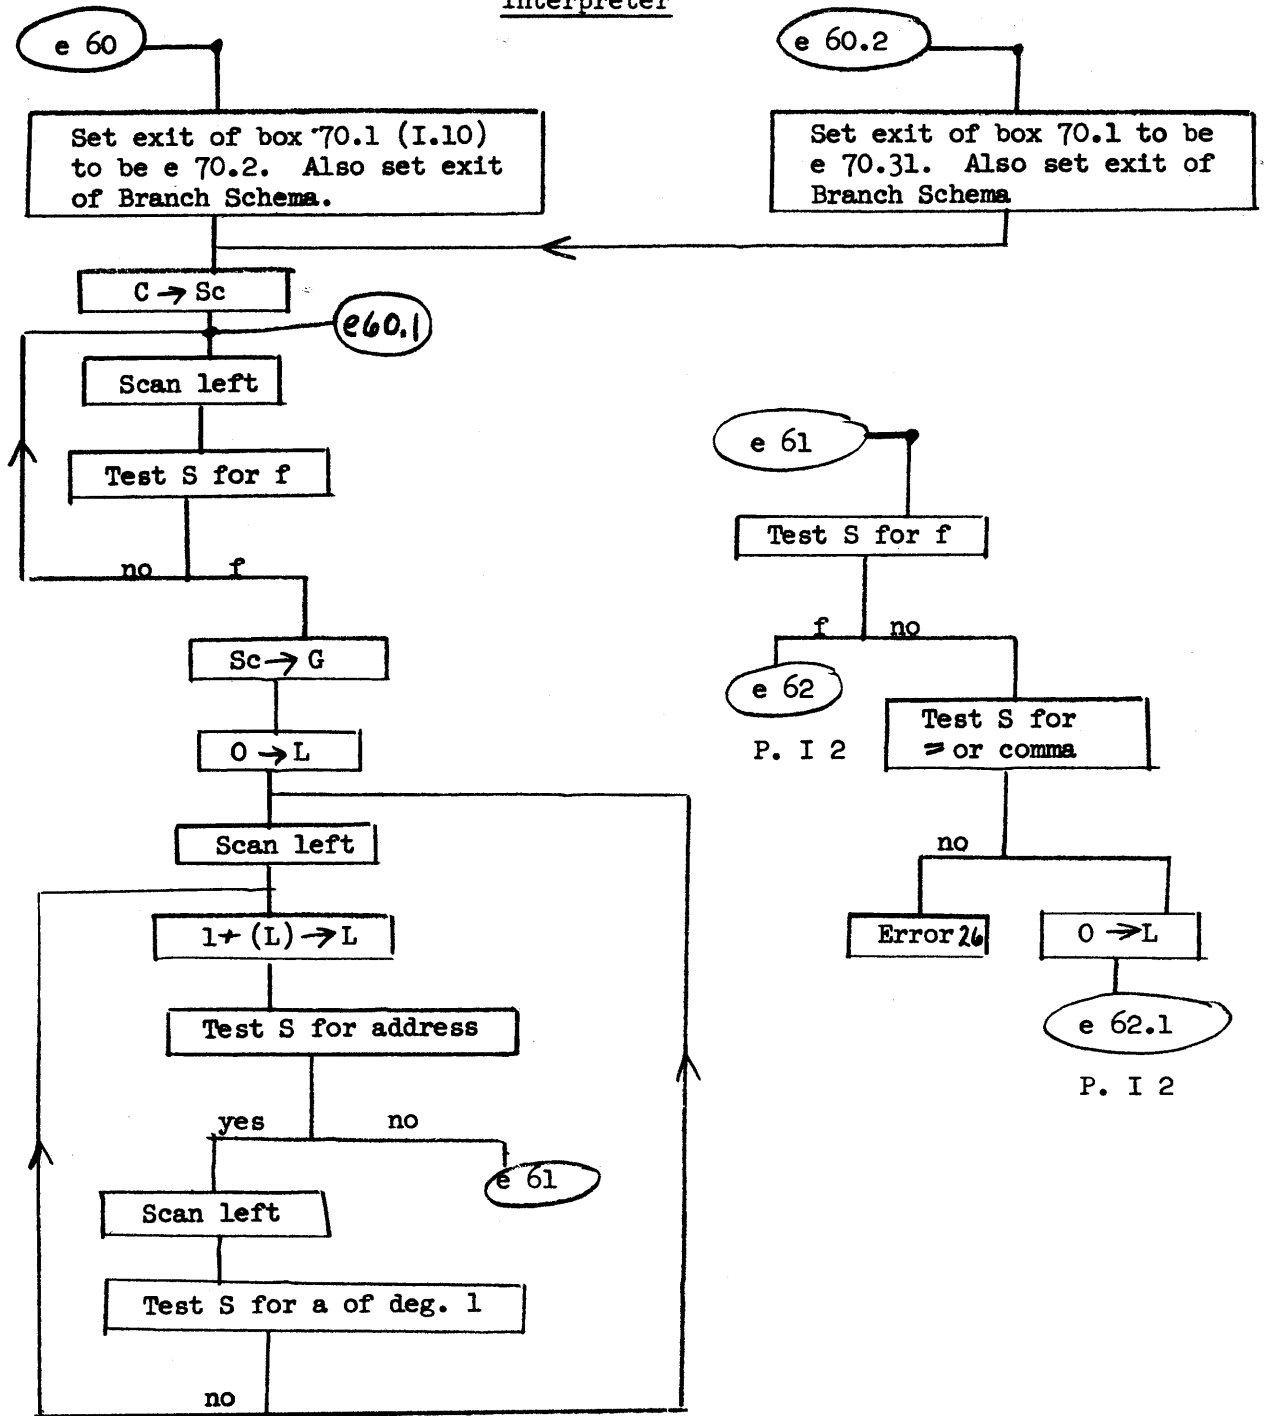 Interpreter
e 60
e 60.2
Set exit of box 70.1 (I.10)
to be e 70.2. Also set exit
of Branch Schema.
Set exit of box 70.1 to be
e 70.31. Also set exit of
Branch Schema
C → Sc
e60.1
Scan left
Test S for f
no f
Sc → G
O → L
Scan left
1+ (L) → L
Test S for address
yes no
e 61
Scan left
Test S for a of deg. 1
no
e 61
Test S for f
f no
e 62
P. I 2
Test S for
= or comma
no
Error 26
O → L
e 62.1
P. I 2